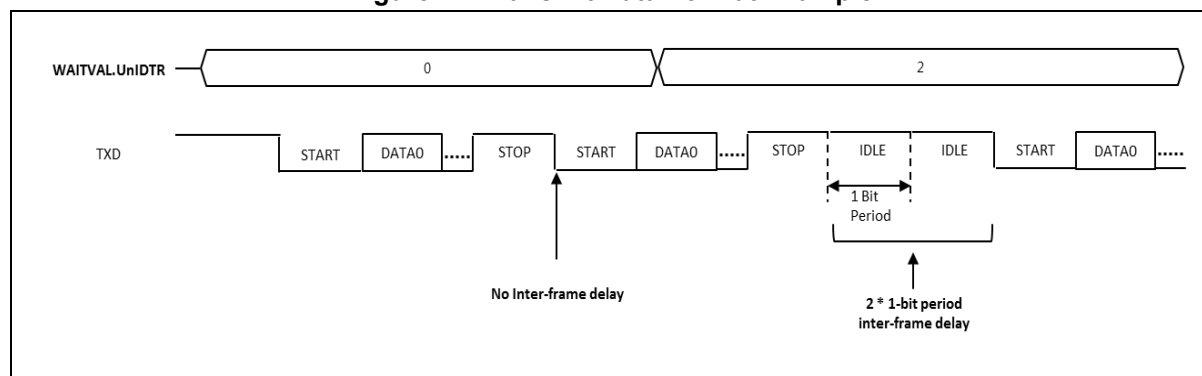 WAITVAL.UnIDTR 0 2
TXD START DATA0 ..... STOP START DATA0 ..... STOP IDLE IDLE START DATA0 .....
1 Bit
Period
No Inter-frame delay
2 * 1-bit period
inter-frame delay